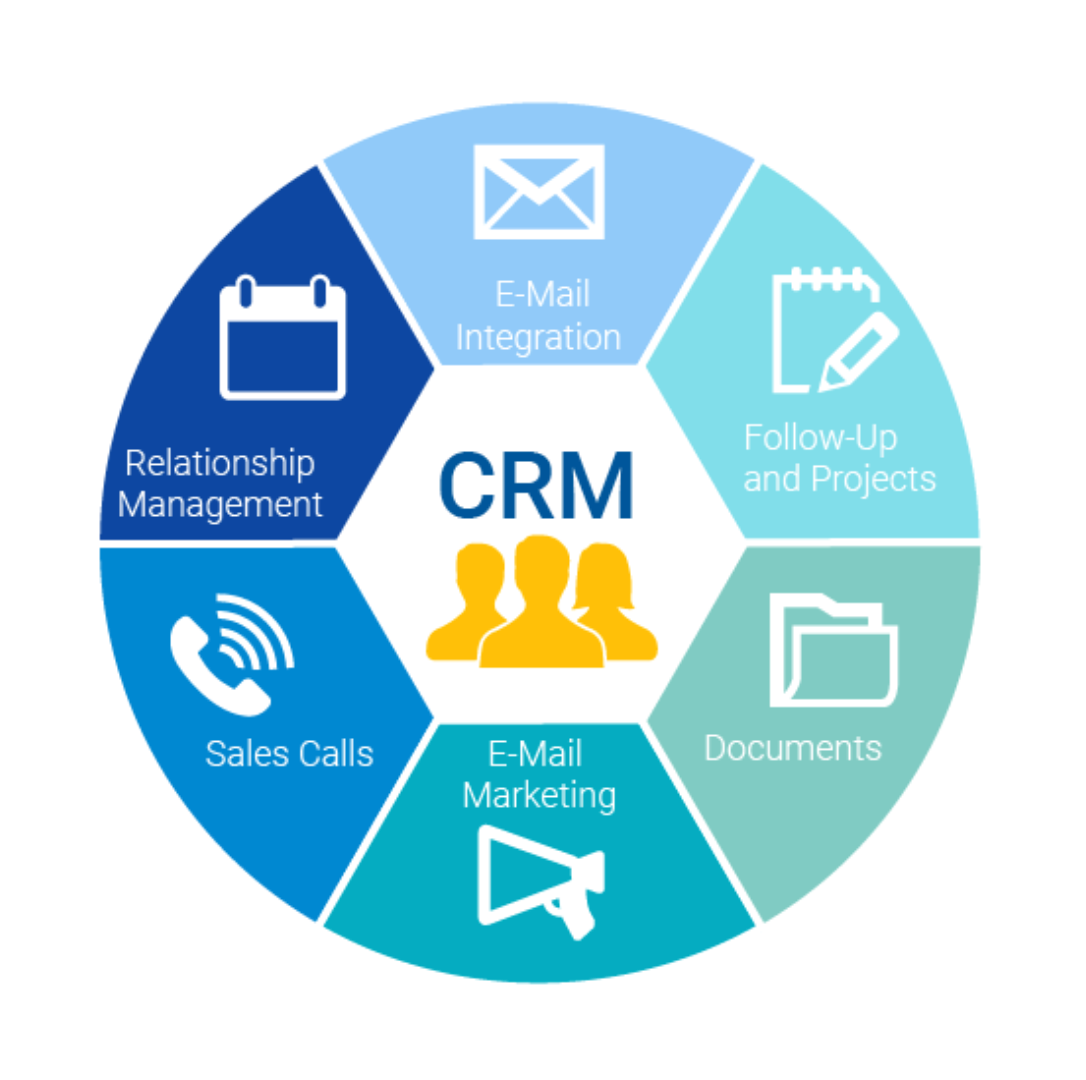 E-Mail
Integration
Follow-Up
and Projects
Documents
E-Mail
Marketing
Sales Calls
Relationship
Management
CRM